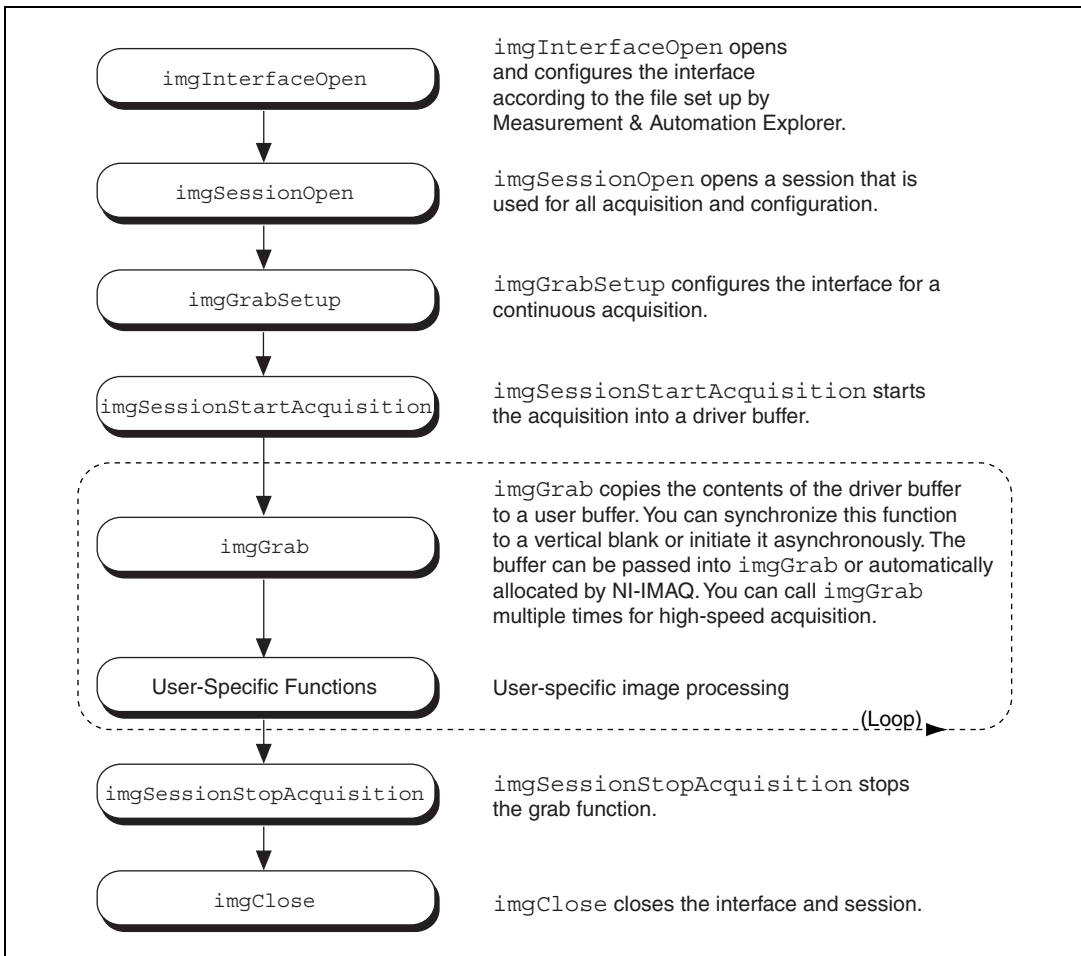 imgInterfaceOpen
imgInterfaceOpen opens
and configures the interface
according to the file set up by
Measurement & Automation Explorer.
imgSessionOpen
imgSessionOpen opens a session that is
used for all acquisition and configuration.
imgGrabSetup
imgGrabSetup configures the interface for a
continuous acquisition.
imgSessionStartAcquisition
imgSessionStartAcquisition starts
the acquisition into a driver buffer.
imgGrab
imgGrab copies the contents of the driver buffer
to a user buffer. You can synchronize this function
to a vertical blank or initiate it asynchronously. The
buffer can be passed into imgGrab or automatically
allocated by NI-IMAQ. You can call imgGrab
multiple times for high-speed acquisition.
User-Specific Functions
User-specific image processing
(Loop)
imgSessionStopAcquisition
imgSessionStopAcquisition stops
the grab function.
imgClose
imgClose closes the interface and session.